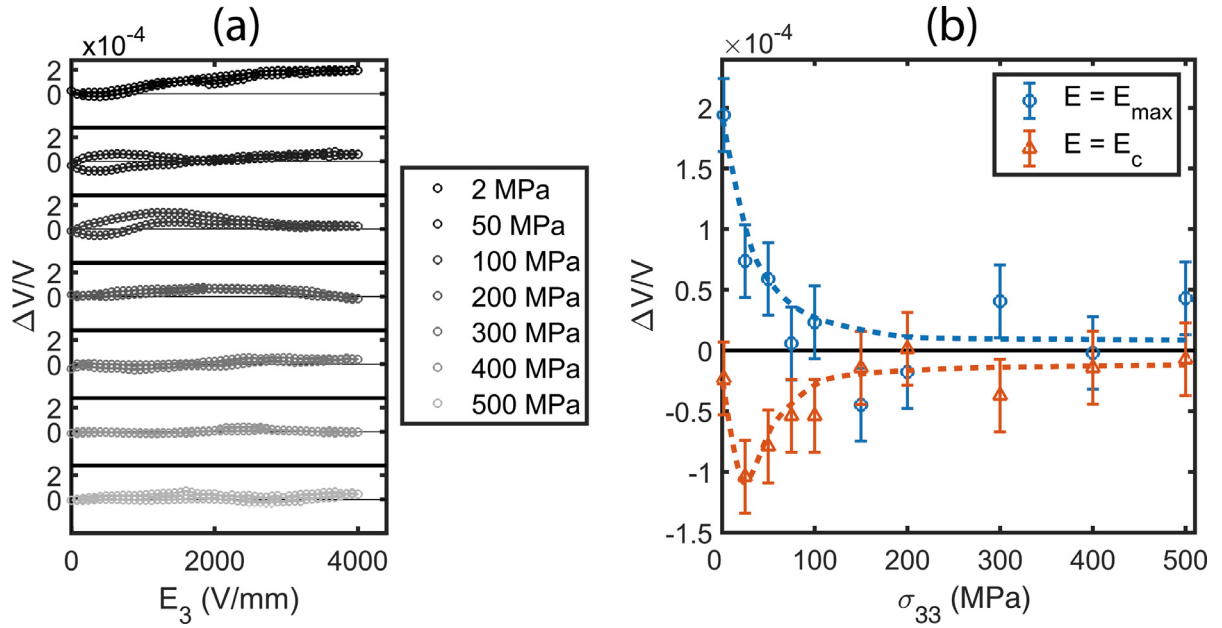 (a)
x10⁻⁴
2
0
2
0
2
0
2
0
2
0
2
0
2
0
ΔV/V
0
2000
4000
E₃ (V/mm)
2 MPa
50 MPa
100 MPa
200 MPa
300 MPa
400 MPa
500 MPa
(b)
×10⁻⁴
2
1.5
1
0.5
0
-0.5
-1
-1.5
ΔV/V
E = E_max
E = E_c
0
100
200
300
400
500
σ₃₃ (MPa)